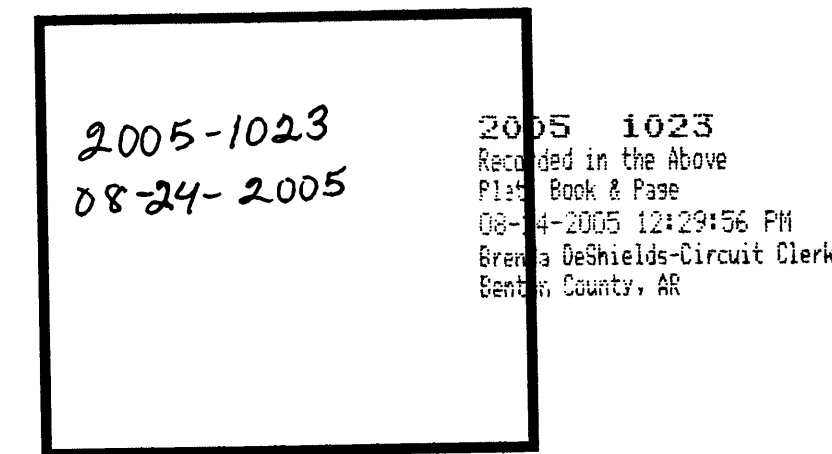 2005-1023
08-24-2005
2005 1023
Recorded in the Above
Plat Book & Page
08-24-2005 12:29:56 PM
Brenda DeShields-Circuit Clerk
Benton County, AR